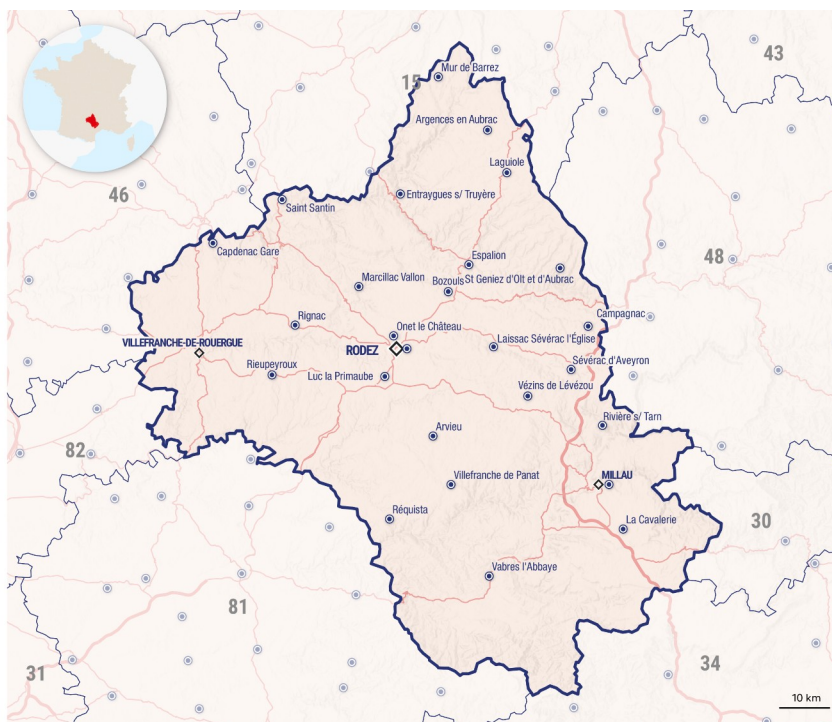 43
15
Mur de Barrez
Argences en Aubrac
Laguiole
46
Entraygues s/ Truyère
Saint Santin
Capdenac Gare
48
Espalion
Marcillac Vallon
Bozouls
St Geniez d'Olt et d'Aubrac
Campagnac
Rignac
Onet le Château
VILLEFRANCHE-DE-ROUERGUE
RODEZ
Laissac Sévérac l'Église
Sévérac d'Aveyron
Rieupeyroux
Luc la Primaube
Vézins de Lévézou
Rivière s/ Tarn
Arvieu
82
Villefranche de Panat
MILLAU
Réquista
La Cavalerie
30
Vabres l'Abbaye
81
34
31
10 km